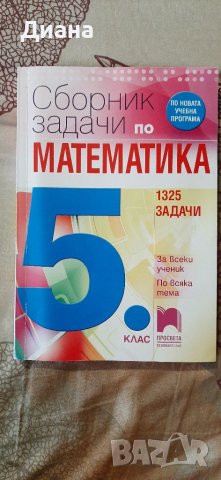 Диана
Сборник
задачи по
МАТЕМАТИКА
ПО НОВАТА
УЧЕБНА
ПРОГРАМА
1325
ЗАДАЧИ
5.
КЛАС
За всеки
ученик
По всяка
тема
ПРОСВЕТА
BAZAR